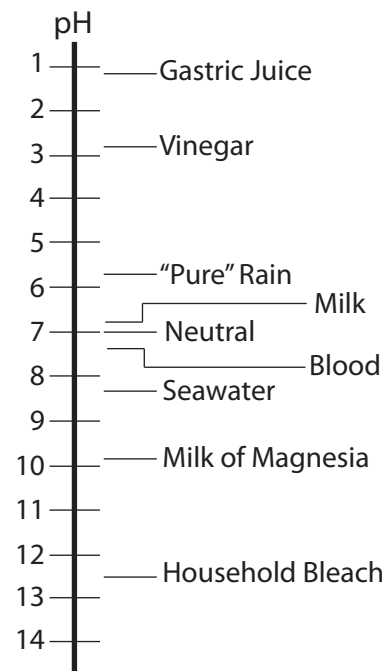 pH
1
Gastric Juice
2
Vinegar
3
4
5
"Pure" Rain
6
Milk
7
Neutral
Blood
8
Seawater
9
Milk of Magnesia
10
11
12
Household Bleach
13
14